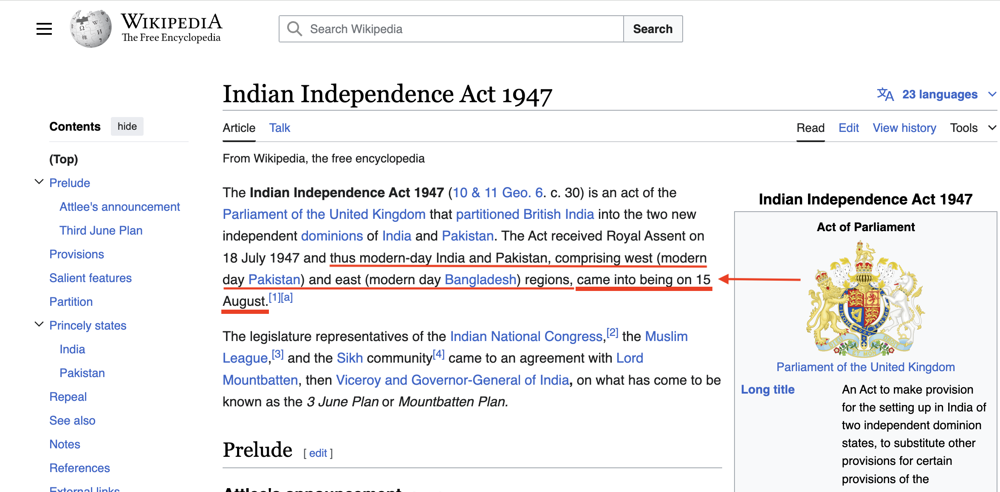 WIKIPEDIA
The Free Encyclopedia
Search Wikipedia
Search
Indian Independence Act 1947
23 languages
Contents
hide
Article
Talk
Read
Edit
View history
Tools
(Top)
Prelude
Attlee's announcement
Third June Plan
Provisions
Salient features
Partition
Princely states
India
Pakistan
Repeal
See also
Notes
References
External links
From Wikipedia, the free encyclopedia
The Indian Independence Act 1947 (10 & 11 Geo. 6. c. 30) is an act of the
Parliament of the United Kingdom that partitioned British India into the two new
independent dominions of India and Pakistan. The Act received Royal Assent on
18 July 1947 and thus modern-day India and Pakistan, comprising west (modern
day Pakistan) and east (modern day Bangladesh) regions, came into being on 15
August.[1][a]
The legislature representatives of the Indian National Congress,[2] the Muslim
League,[3] and the Sikh community[4] came to an agreement with Lord
Mountbatten, then Viceroy and Governor-General of India, on what has come to be
known as the 3 June Plan or Mountbatten Plan.
Prelude [ edit ]
Attlee's announcement
Indian Independence Act 1947
Act of Parliament
DIEU ET MON DROIT
Parliament of the United Kingdom
Long title
An Act to make provision
for the setting up in India of
two independent dominion
states, to substitute other
provisions for certain
provisions of the